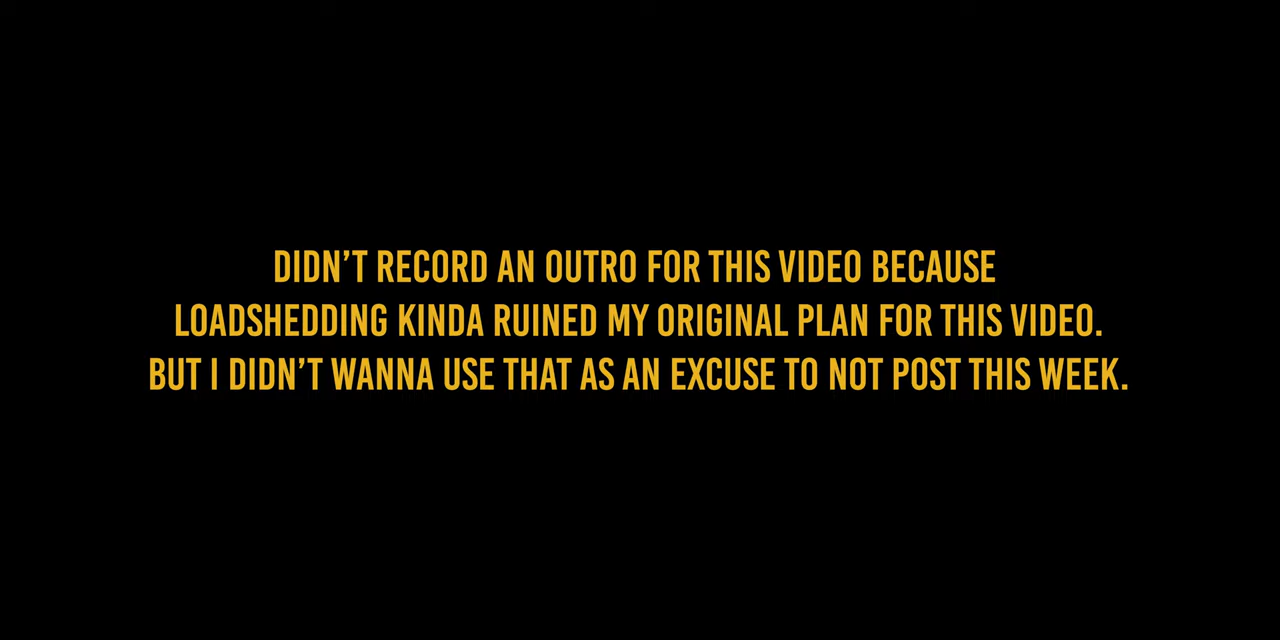 DIDN’T RECORD AN OUTRO FOR THIS VIDEO BECAUSE
LOADSHEDDING KINDA RUINED MY ORIGINAL PLAN FOR THIS VIDEO.
BUT I DIDN’T WANNA USE THAT AS AN EXCUSE TO NOT POST THIS WEEK.